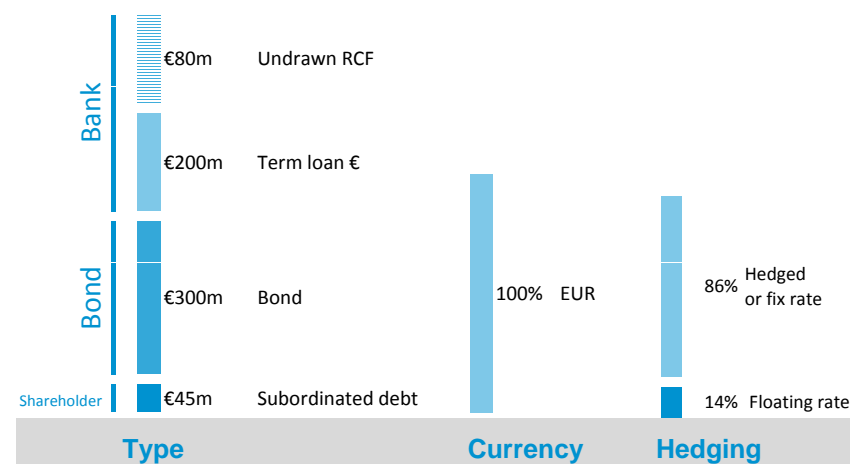 Bank
€80m Undrawn RCF
€200m Term loan €
Bond
€300m Bond
Shareholder
€45m Subordinated debt
100% EUR
86% Hedged
or fix rate
14% Floating rate
Type Currency Hedging